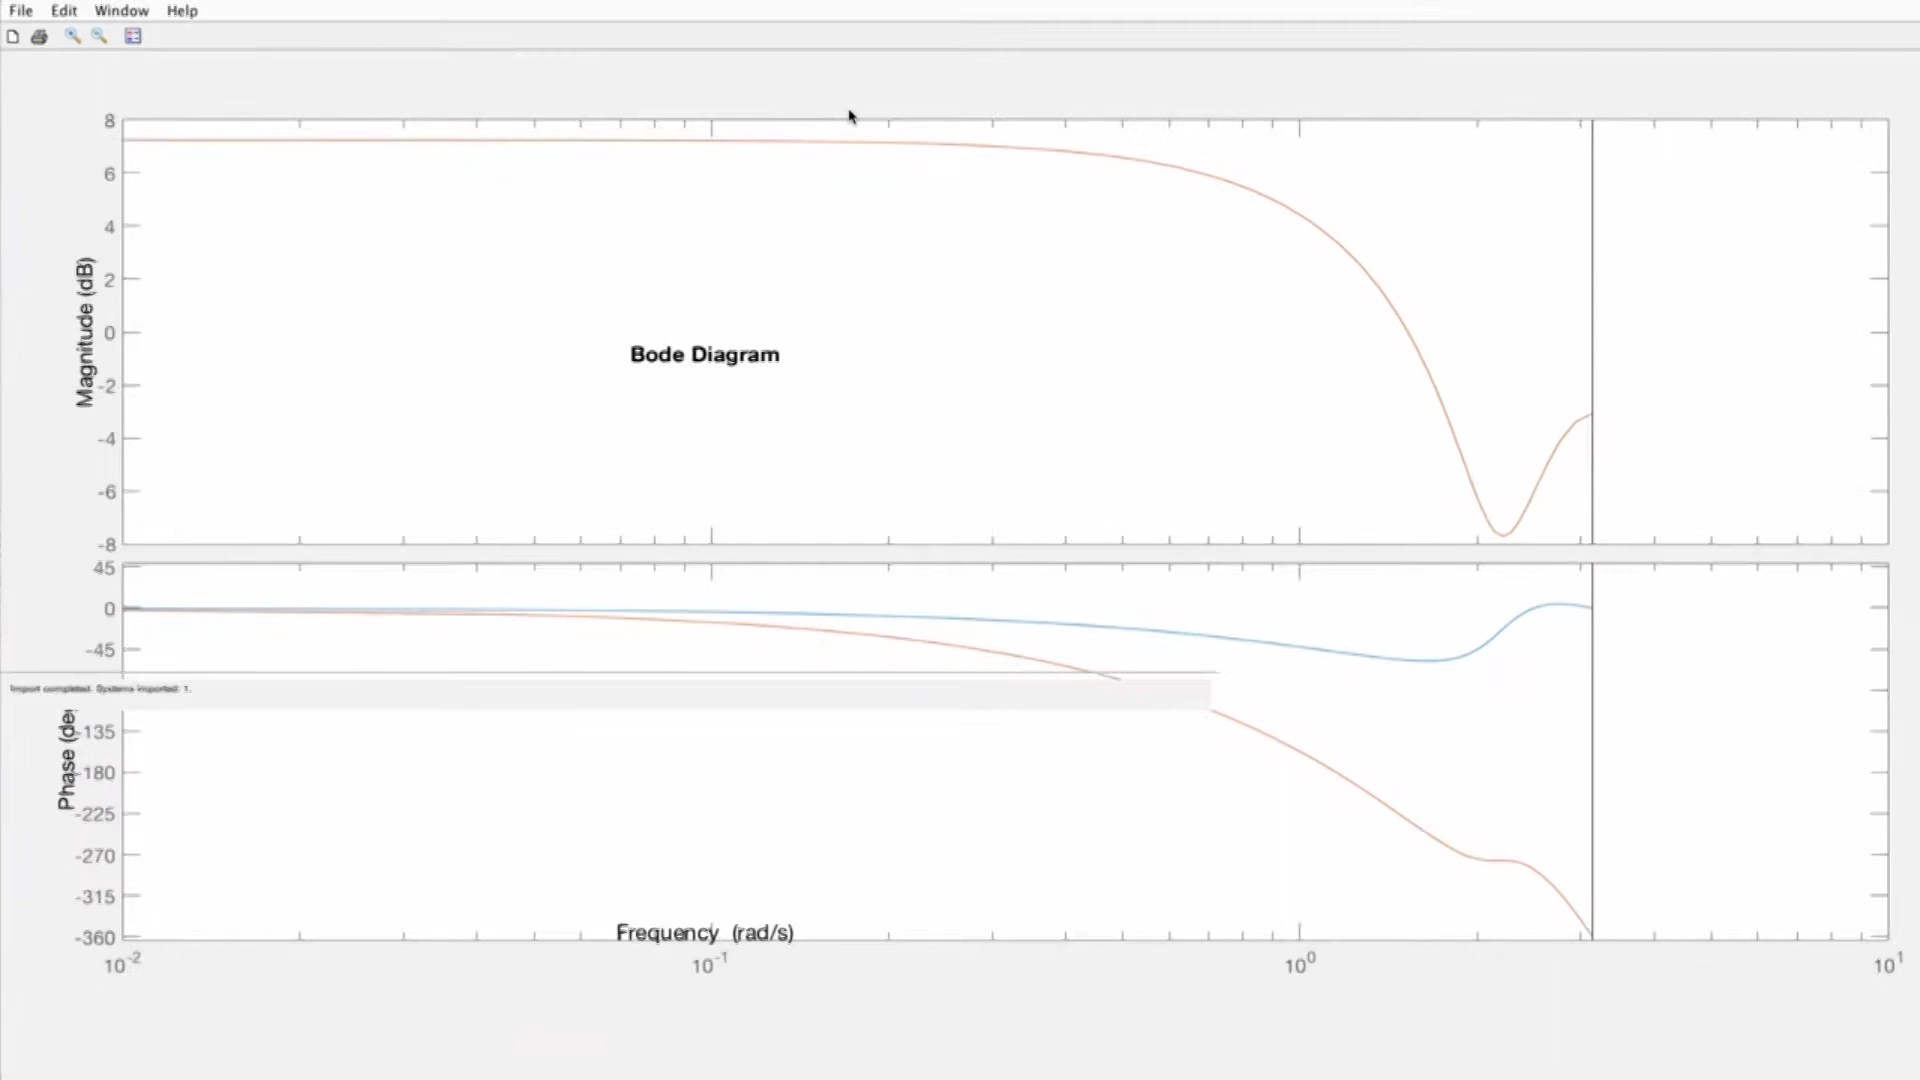 File Edit Window Help
8
6
4
2
0
-2
-4
-6
-8
Magnitude (dB)
Bode Diagram
45
0
-45
Import completed. Systems imported: 1.
-135
-180
-225
-270
-315
-360
Phase (de
Frequency (rad/s)
10-2 10-1 100 101